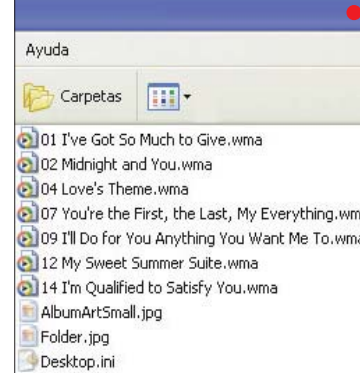 Ayuda
Carpetas
01 I've Got So Much to Give.wma
02 Midnight and You.wma
04 Love's Theme.wma
07 You're the First, the Last, My Everything.wm
09 I'll Do for You Anything You Want Me To.wma
12 My Sweet Summer Suite.wma
14 I'm Qualified to Satisfy You.wma
AlbumArtSmall.jpg
Folder.jpg
Desktop.ini